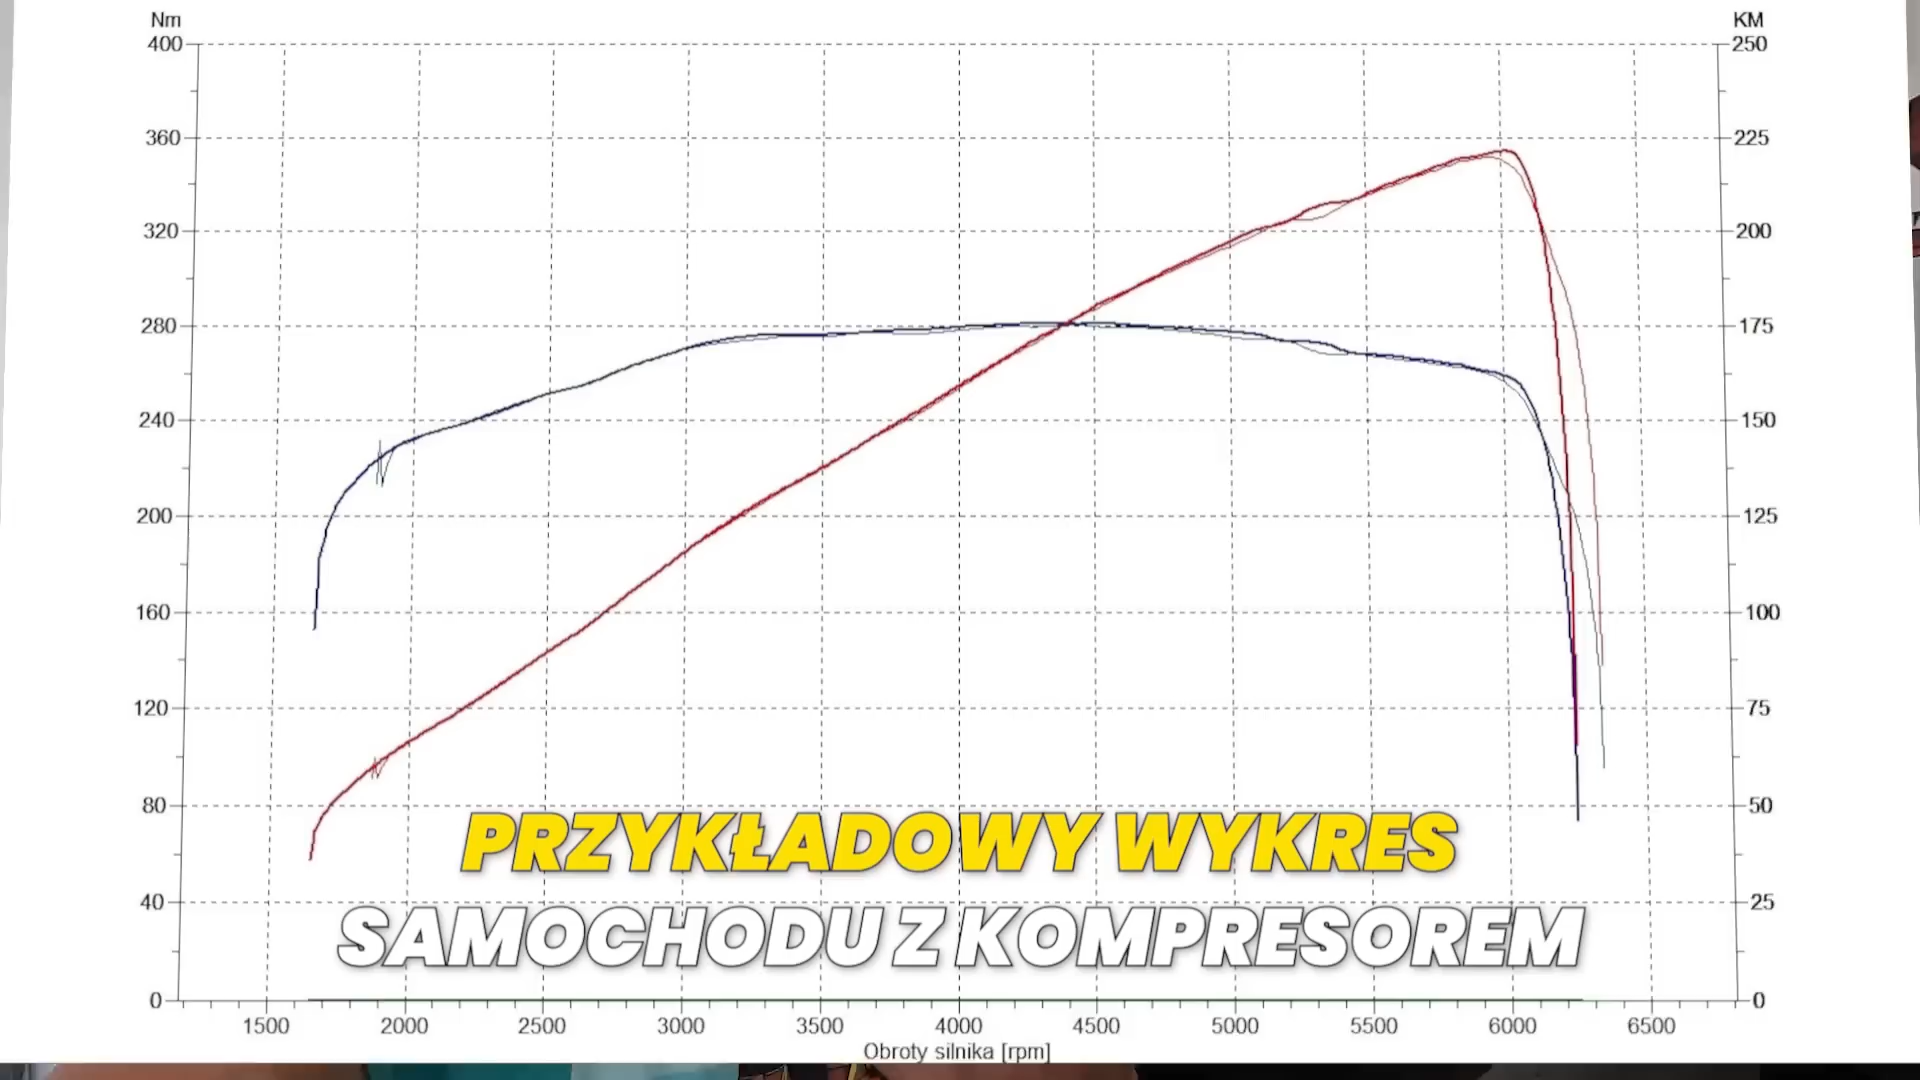 Nm KM
400 250
360 225
320 200
280 175
240 150
200 125
160 100
120 75
80 50
PRZYKŁADOWY WYKRES
40 25
SAMOCHODU Z KOMPRESOREM
0 0
1500 2000 2500 3000 3500 4000 4500 5000 5500 6000 6500
Obroty silnika [rpm]